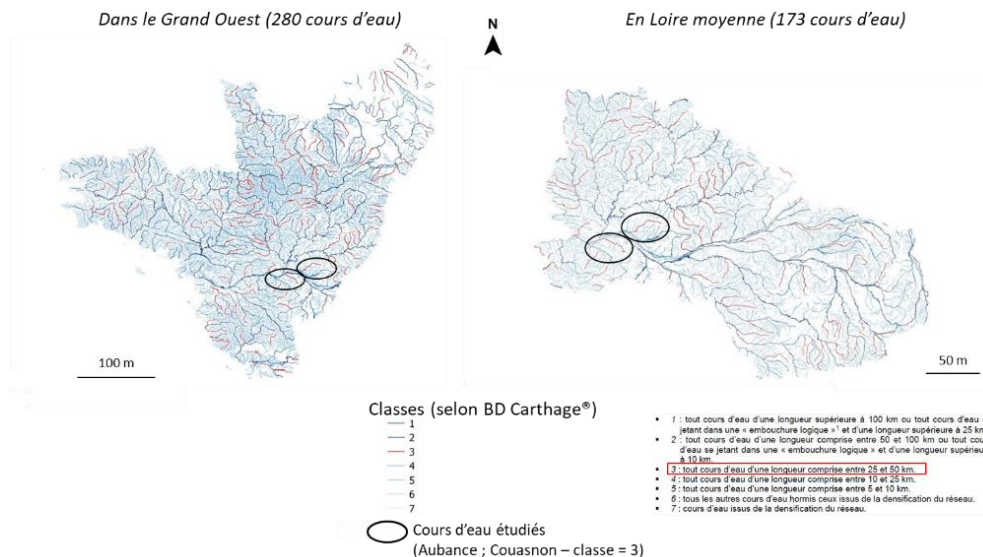 Dans le Grand Ouest (280 cours d’eau)
En Loire moyenne (173 cours d’eau)
N
100 m
50 m
Classes (selon BD Carthage®)
1
2
3
4
5
6
7
Cours d’eau étudiés
(Aubance ; Couasnon – classe = 3)
1 : tout cours d’eau d’une longueur supérieure à 100 km ou tout cours d’eau
jetant dans une « embouchure logique »¹ et d’une longueur supérieure à 25 km
2 : tout cours d’eau d’une longueur comprise entre 50 et 100 km ou tout cou
d’eau se jetant dans une « embouchure logique » et d’une longueur supérieu
à 10 km.
3 : tout cours d’eau d’une longueur comprise entre 25 et 50 km.
4 : tout cours d’eau d’une longueur comprise entre 10 et 25 km.
5 : tout cours d’eau d’une longueur comprise entre 5 et 10 km.
6 : tous les autres cours d’eau hormis ceux issus de la densification du réseau.
7 : cours d’eau issus de la densification du réseau.